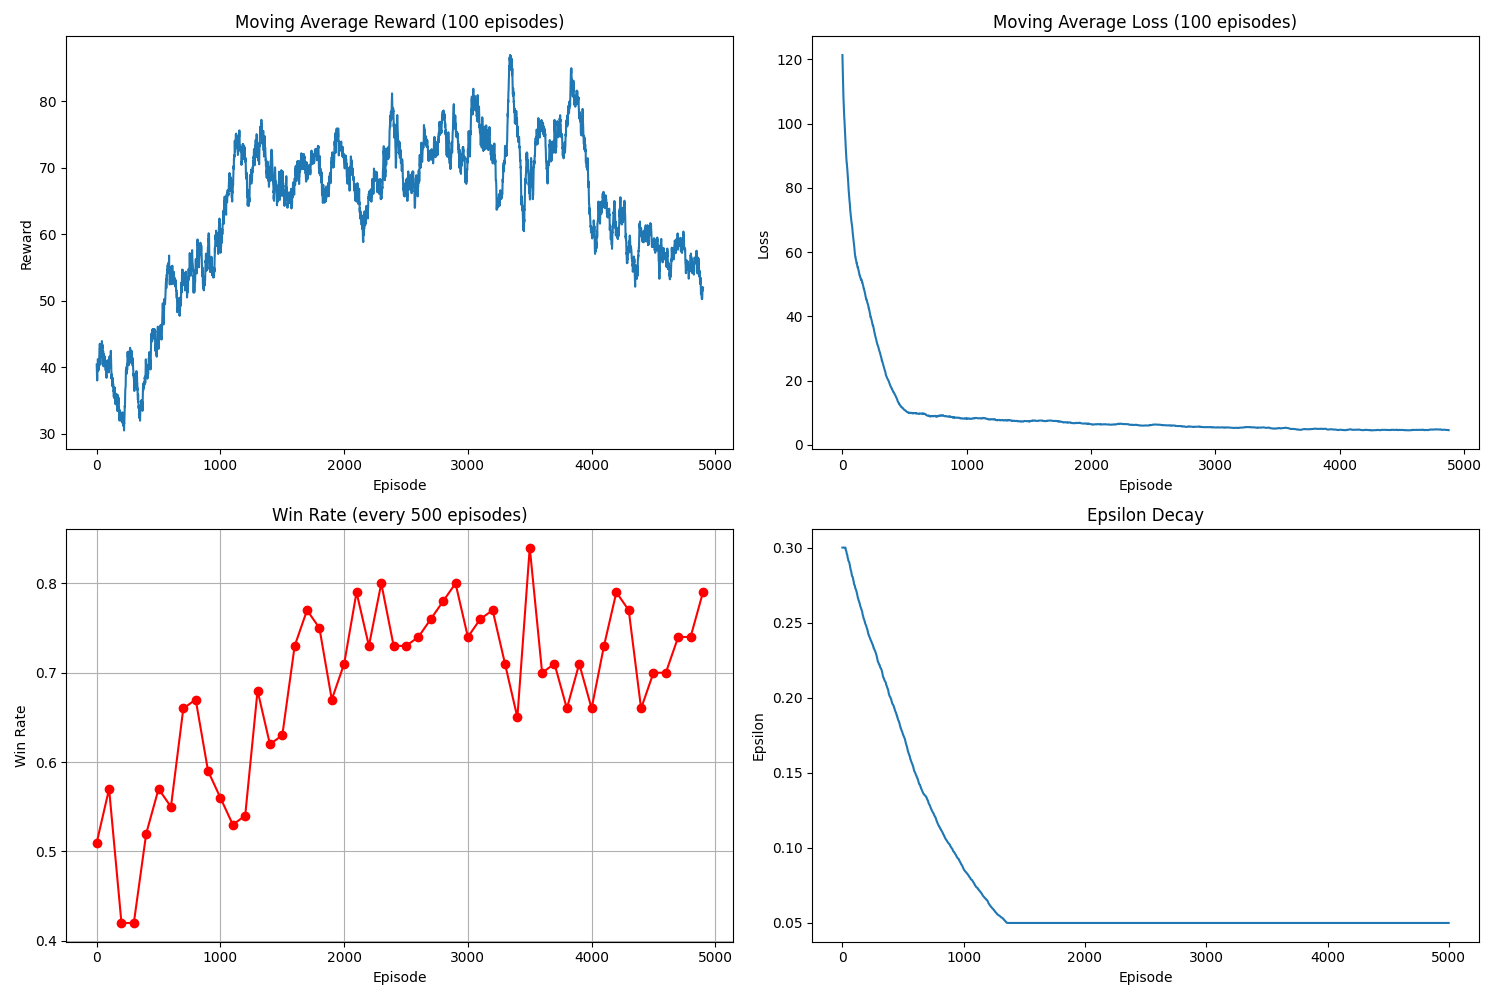 Moving Average Reward (100 episodes)
Reward
80
70
60
50
40
30
0 1000 2000 3000 4000 5000
Episode
Moving Average Loss (100 episodes)
Loss
120
100
80
60
40
20
0
0 1000 2000 3000 4000 5000
Episode
Win Rate (every 500 episodes)
Win Rate
0.8
0.7
0.6
0.5
0.4
0 1000 2000 3000 4000 5000
Episode
Epsilon Decay
Epsilon
0.30
0.25
0.20
0.15
0.10
0.05
0 1000 2000 3000 4000 5000
Episode